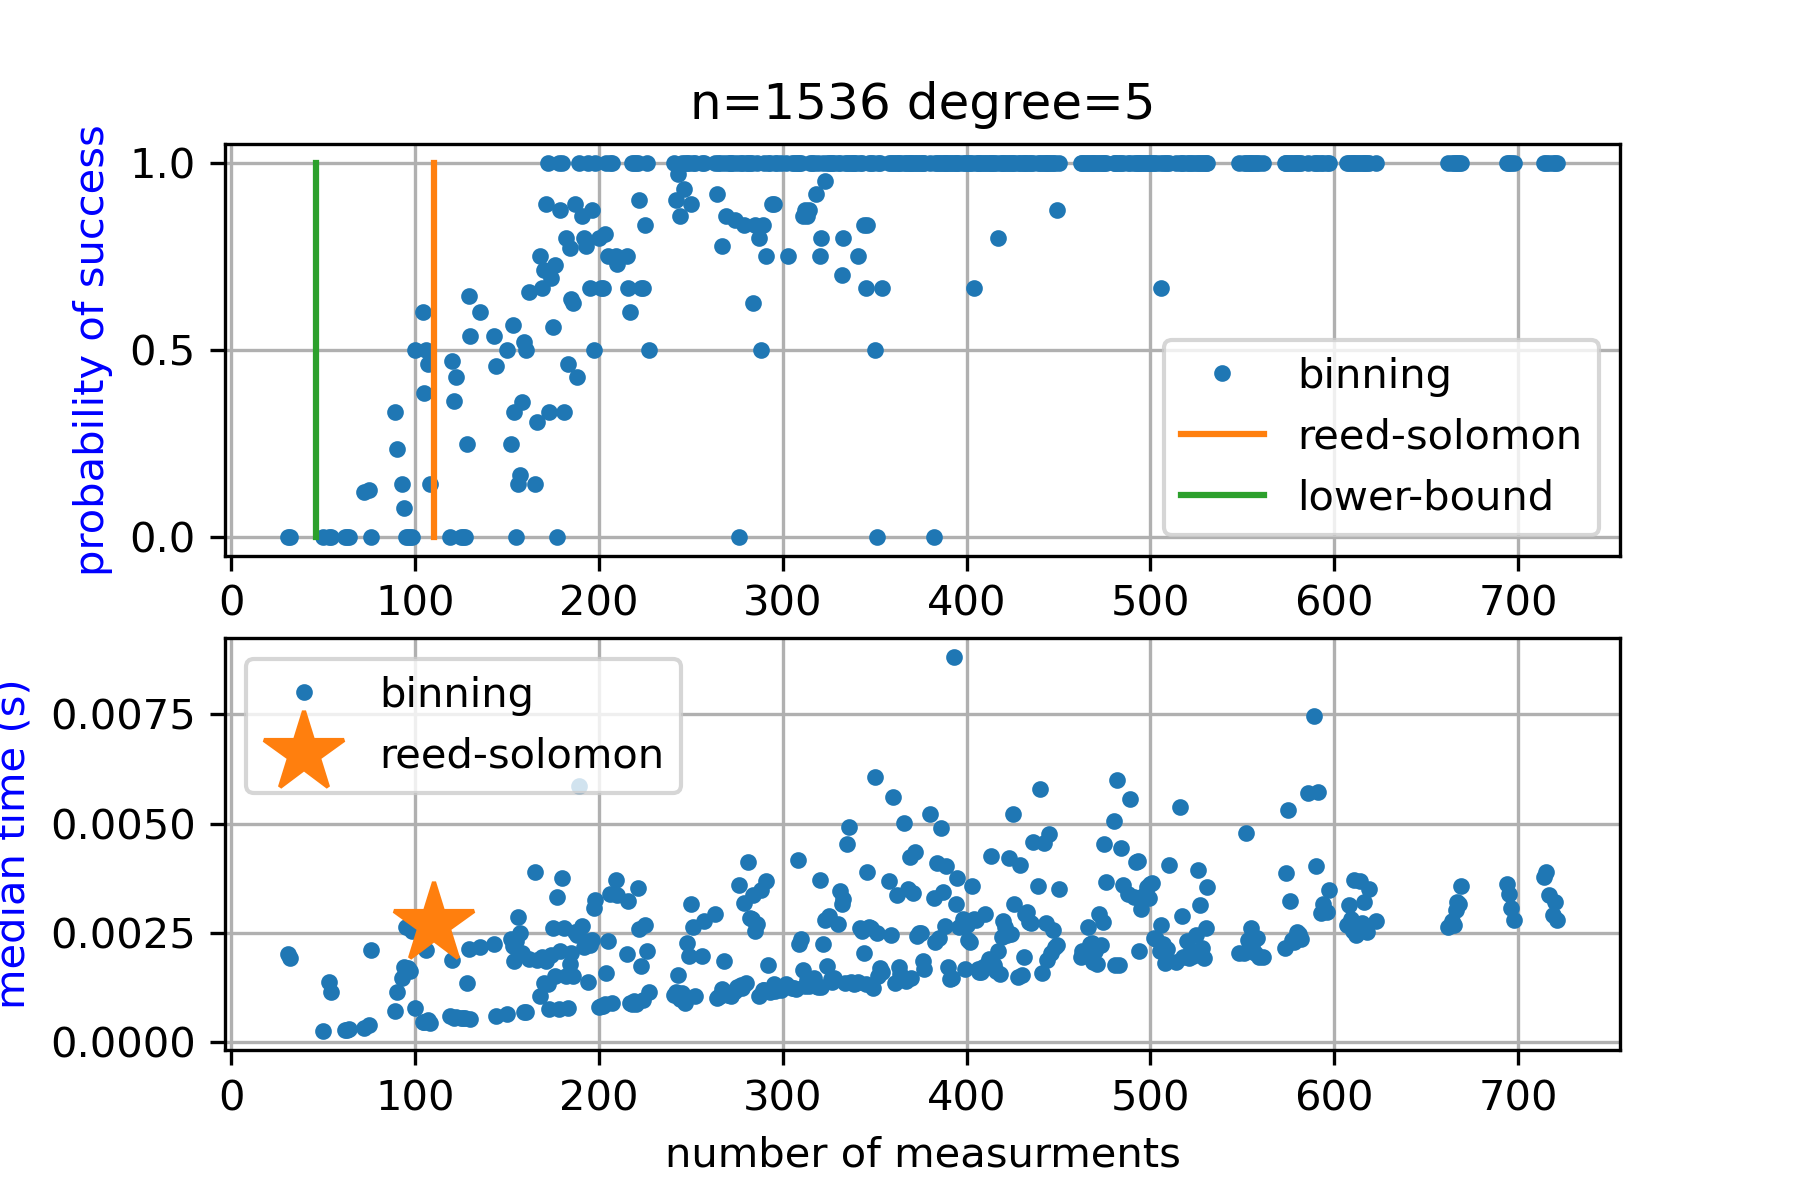 n=1536 degree=5
probability of success
1.0
0.5
0.0
binning
reed-solomon
lower-bound
0 100 200 300 400 500 600 700
median time (s)
0.0075
0.0050
0.0025
0.0000
binning
reed-solomon
0 100 200 300 400 500 600 700
number of measurments